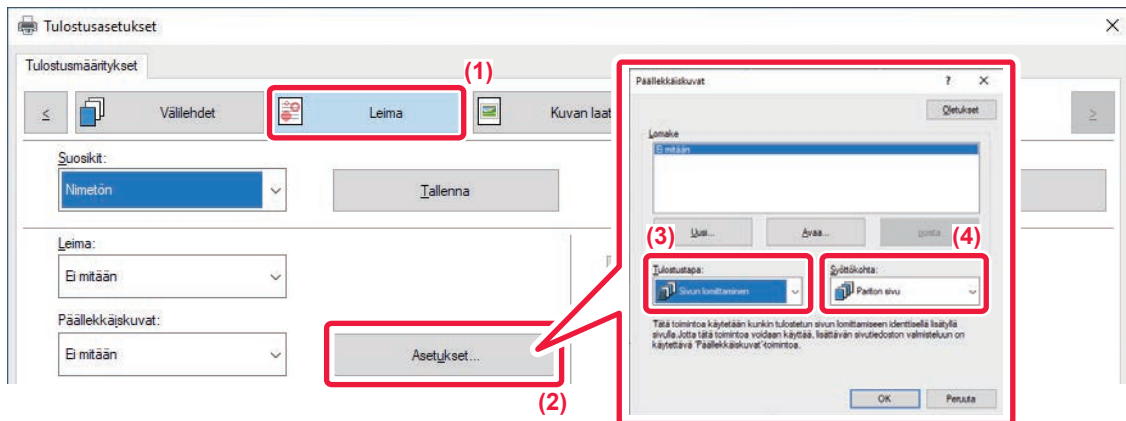 Tulostusasetukset
Tulostusmääritykset
(1)
Välilehdet
Leima
Kuvan laat
Suosikit:
Nimetön
Tallenna
Leima:
Ei mitään
Päällekkäiskuvat:
Ei mitään
Asetukset...
(2)
Päällekkäiskuvat
?
Oletukset
Lomake
Ei mitään
Uusi...
Avaa...
(3)
(4)
Tulostustapa:
Sivun lomittaminen
Syöttökohta:
Pariton sivu
Tätä toimintoa käytetään kunkin tulostetun sivun lomittamiseen identtisellä lisätyllä
sivulla.Jotta tätä toimintoa voidaan käyttää, lisättävän sivutiedoston valmisteluun on
käytettävä 'Päällekkäiskuvat'-toimintoa.
OK
Peruuta